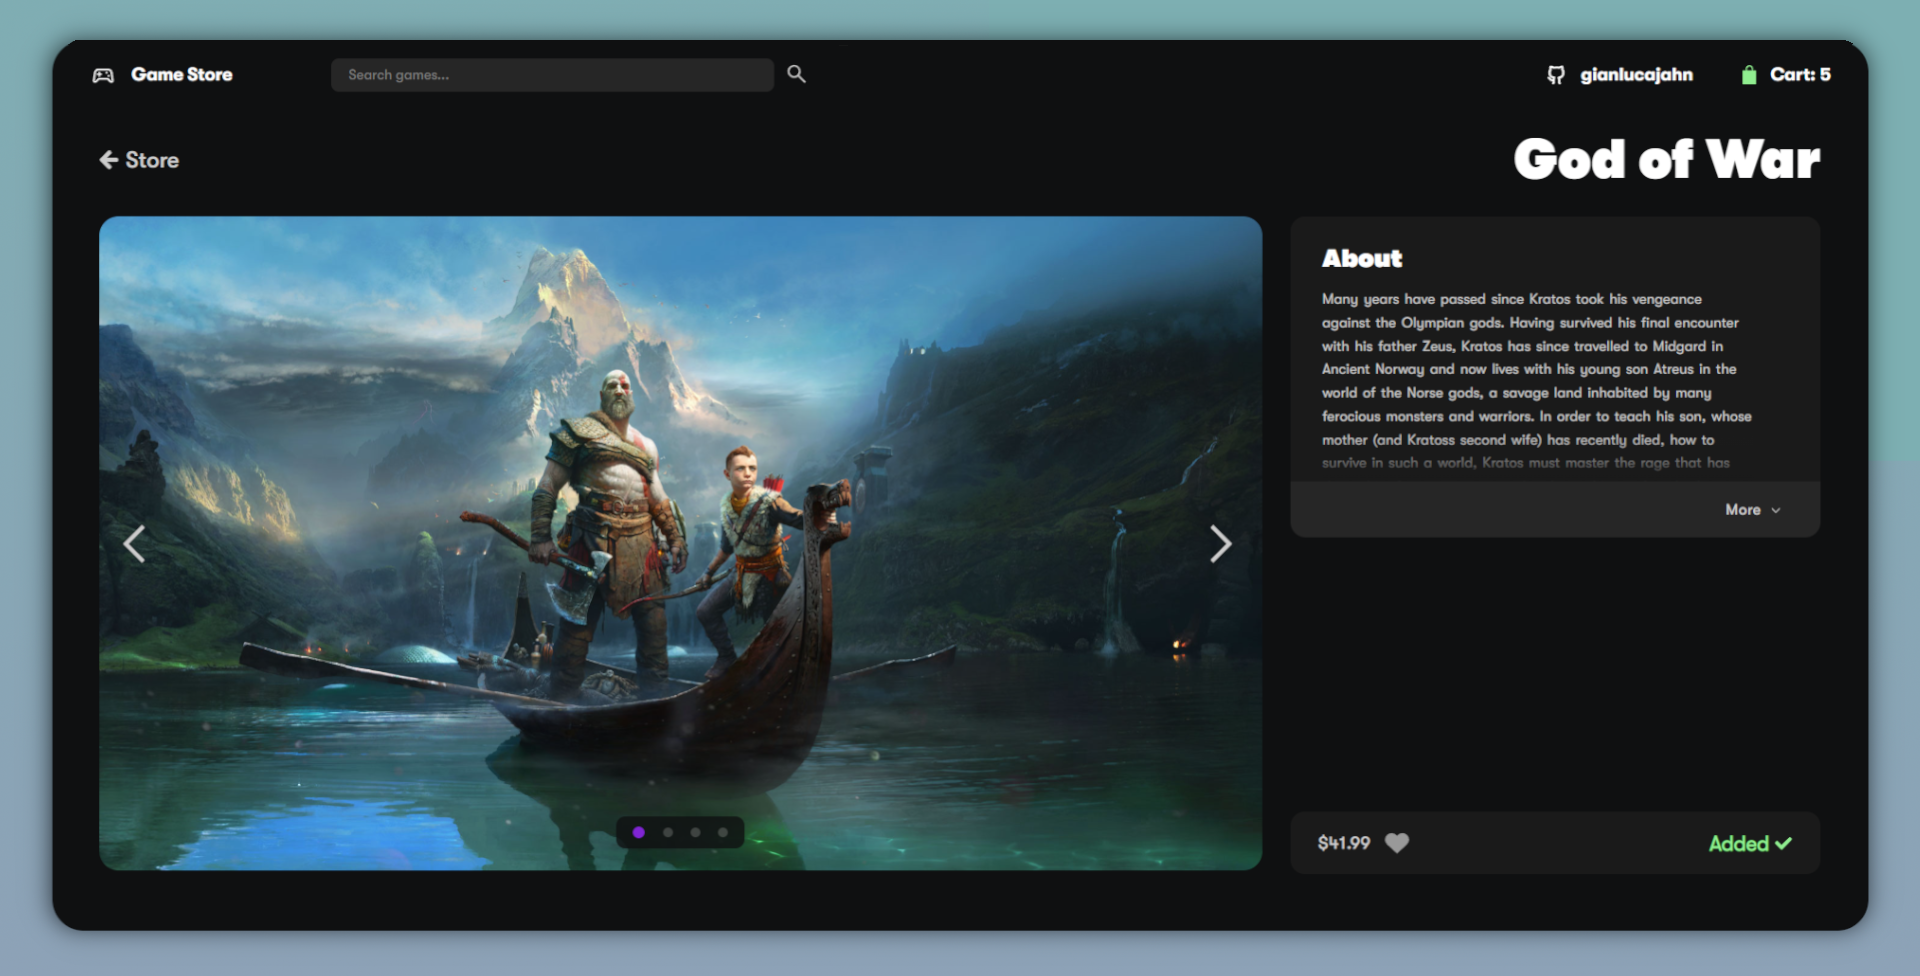 Game Store
Search games...
gianlucajahn
Cart: 5
Store
God of War
About
Many years have passed since Kratos took his vengeance
against the Olympian gods. Having survived his final encounter
with his father Zeus, Kratos has since travelled to Midgard in
Ancient Norway and now lives with his young son Atreus in the
world of the Norse gods, a savage land inhabited by many
ferocious monsters and warriors. In order to teach his son, whose
mother (and Kratoss second wife) has recently died, how to
survive in such a world, Kratos must master the rage that has
More
$41.99
Added